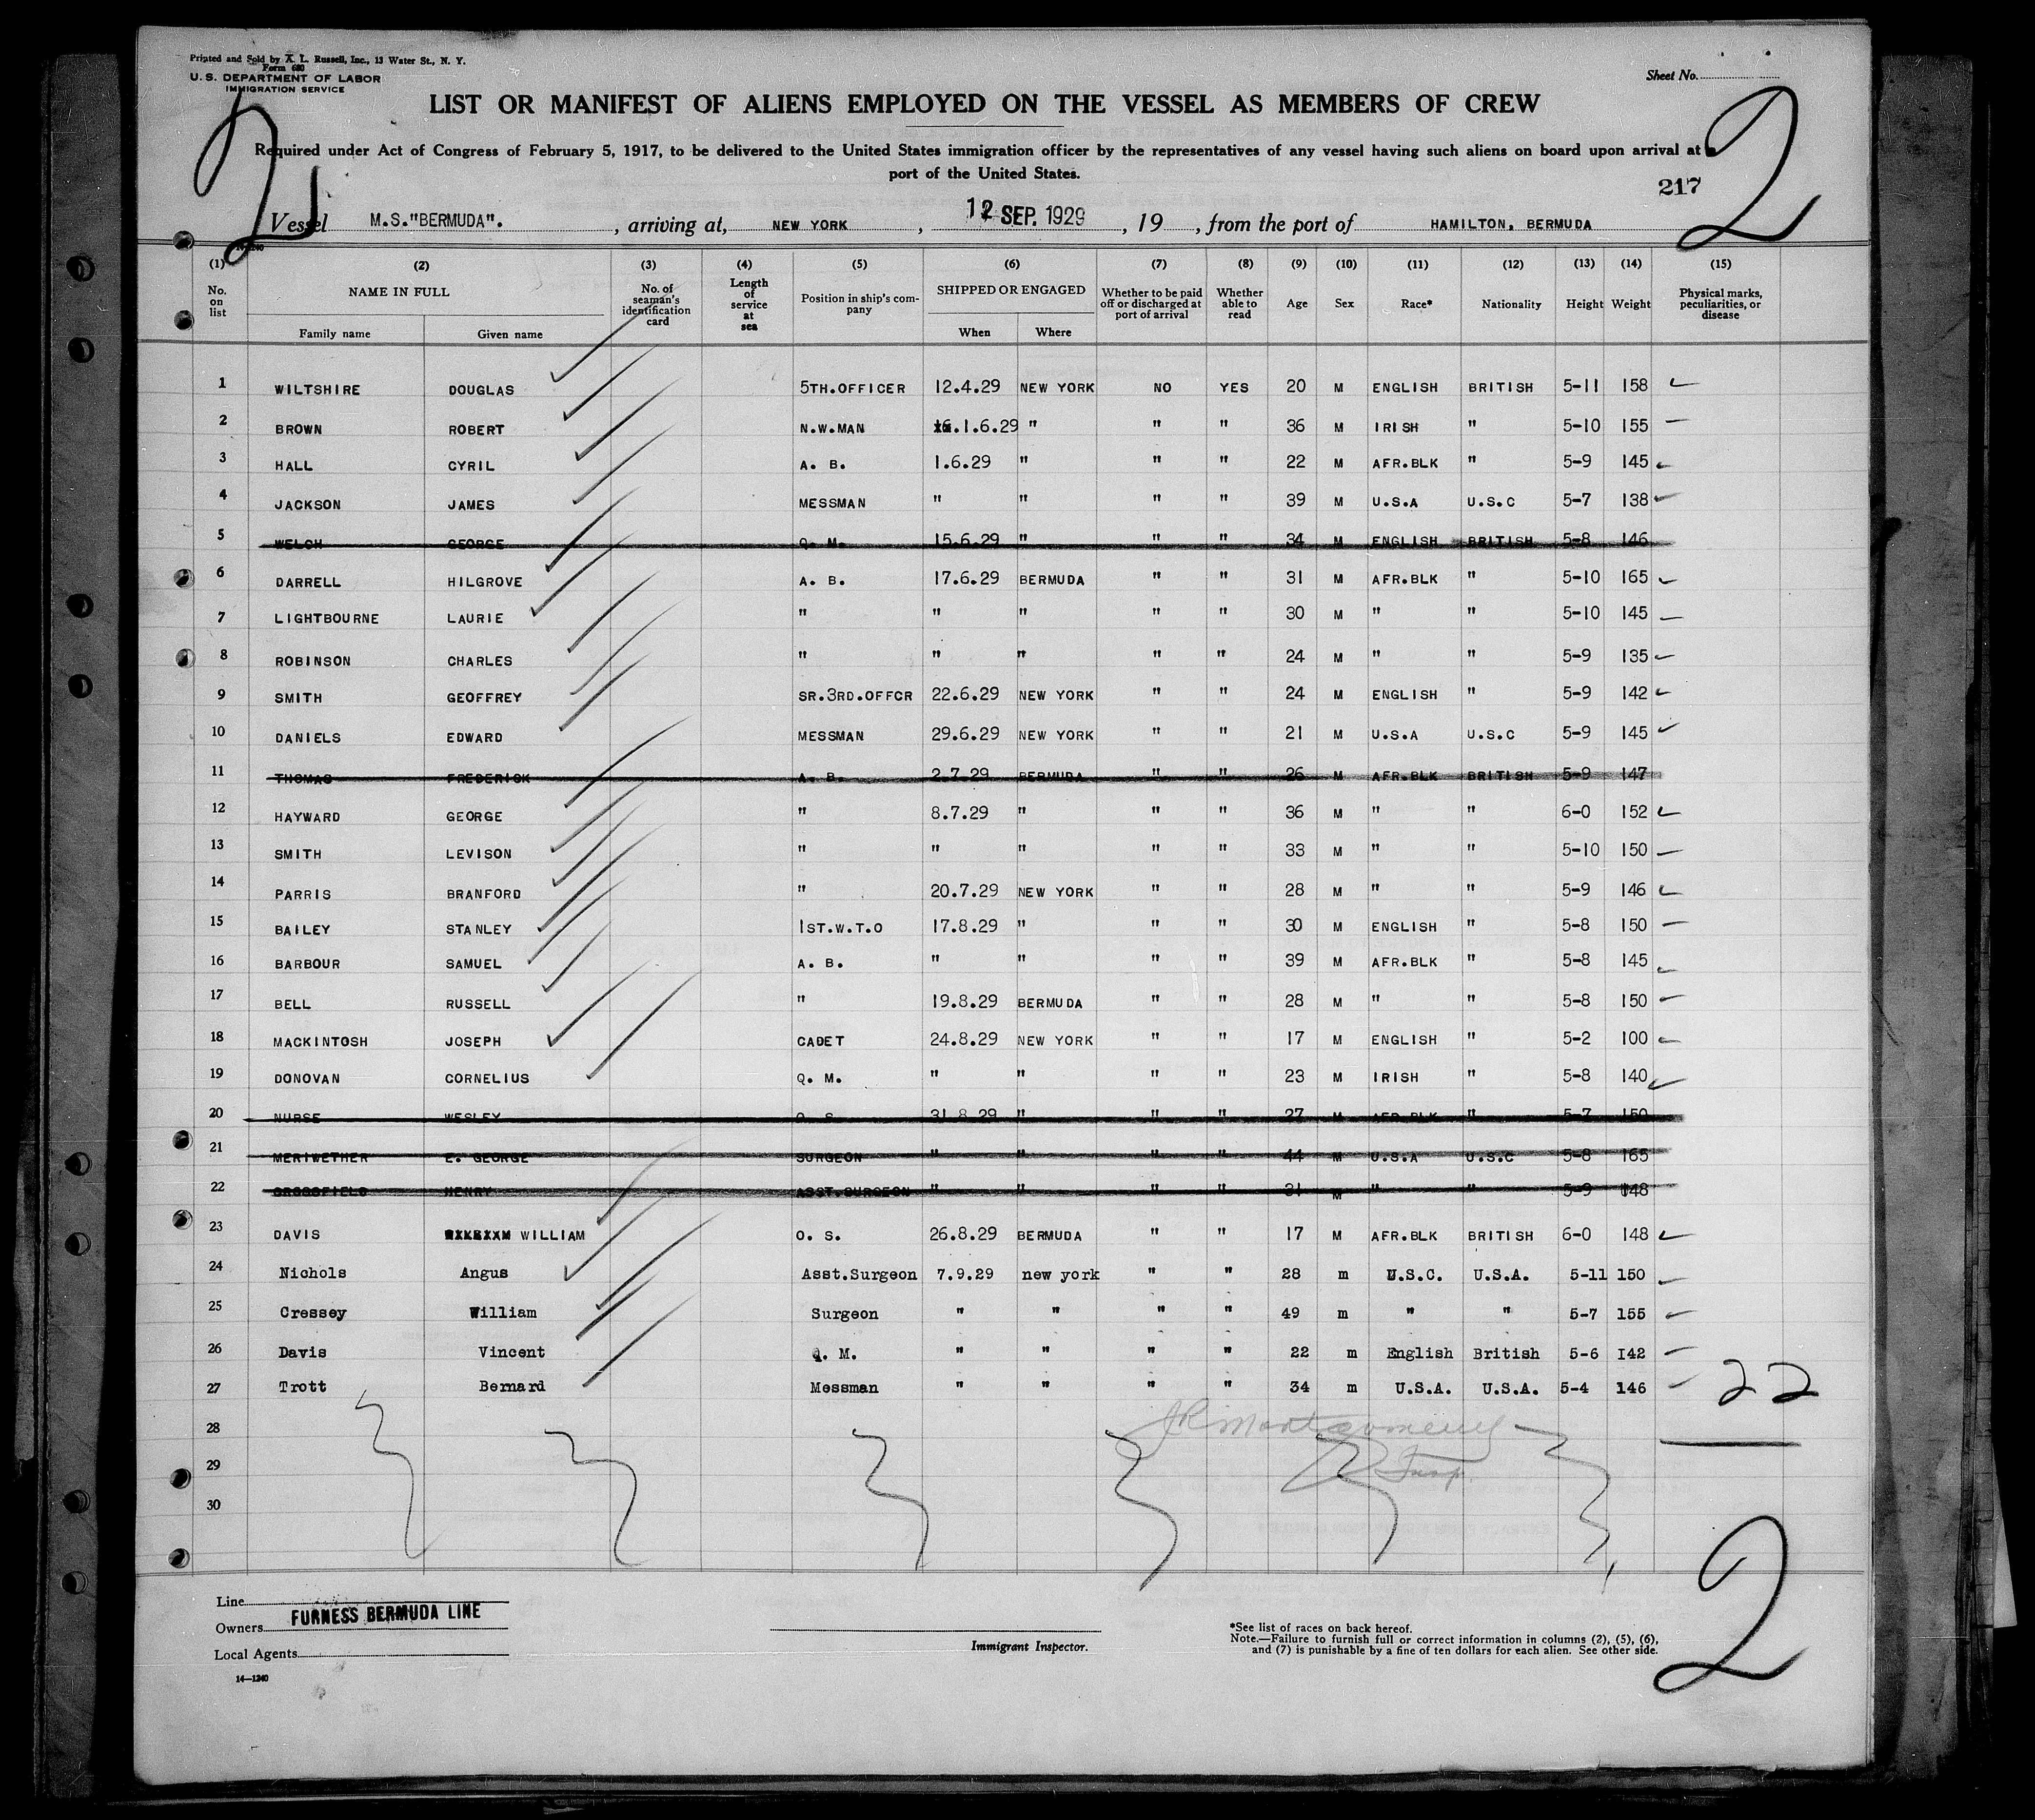 Printed and Sold by X. L. Russell, Inc., 13 Water St., N. Y.
Form 680
U. S. DEPARTMENT OF LABOR
IMMIGRATION SERVICE
Sheet No.
LIST OR MANIFEST OF ALIENS EMPLOYED ON THE VESSEL AS MEMBERS OF CREW
2 2
Required under Act of Congress of February 5, 1917, to be delivered to the United States immigration officer by the representatives of any vessel having such aliens on board upon arrival at a
port of the United States.
217
Vessel M.S."BERMUDA". , arriving at, NEW YORK , 12 SEP. 1929 , 19 , from the port of HAMILTON, BERMUDA
14-1240
(1) (2) (3) (4) (5) (6) (7) (8) (9) (10) (11) (12) (13) (14) (15)
No. on list NAME IN FULL No. of seaman's identification card Length of service at sea Position in ship's company SHIPPED OR ENGAGED Whether to be paid off or discharged at port of arrival Whether able to read Age Sex Race* Nationality Height Weight Physical marks, peculiarities, or disease
Family name Given name When Where
1 WILTSHIRE DOUGLAS 5TH.OFFICER 12.4.29 NEW YORK NO YES 20 M ENGLISH BRITISH 5-11 158
2 BROWN ROBERT N.W.MAN .1.6.29 " " " 36 M IRISH " 5-10 155
3 HALL CYRIL A. B. 1.6.29 " " " 22 M AFR.BLK " 5-9 145
4 JACKSON JAMES MESSMAN " " " " 39 M U.S.A U.S.C 5-7 138
5 WELCH GEORGE Q. M. 15.6.29 " " " 34 M ENGLISH BRITISH 5-8 146
6 DARRELL HILGROVE A. B. 17.6.29 BERMUDA " " 31 M AFR.BLK " 5-10 165
7 LIGHTBOURNE LAURIE " " " " " 30 M " " 5-10 145
8 ROBINSON CHARLES " " " " " 24 M " " 5-9 135
9 SMITH GEOFFREY SR.3RD.OFFCR 22.6.29 NEW YORK " " 24 M ENGLISH " 5-9 142
10 DANIELS EDWARD MESSMAN 29.6.29 NEW YORK " " 21 M U.S.A U.S.C 5-9 145
11 THOMAS FREDERICK A. B. 2.7.29 BERMUDA " " 26 M AFR.BLK BRITISH 5-9 147
12 HAYWARD GEORGE " 8.7.29 " " " 36 M " " 6-0 152
13 SMITH LEVISON " " " " " 33 M " " 5-10 150
14 PARRIS BRANFORD " 20.7.29 NEW YORK " " 28 M " " 5-9 146
15 BAILEY STANLEY 1ST.W.T.O 17.8.29 " " " 30 M ENGLISH " 5-8 150
16 BARBOUR SAMUEL A. B. " " " " 39 M AFR.BLK " 5-8 145
17 BELL RUSSELL " 19.8.29 BERMUDA " " 28 M " " 5-8 150
18 MACKINTOSH JOSEPH CADET 24.8.29 NEW YORK " " 17 M ENGLISH " 5-2 100
19 DONOVAN CORNELIUS Q. M. " " " " 23 M IRISH " 5-8 140
20 NURSE WESLEY O. S. 31.8.29 " " " 27 M AFR.BLK " 5-7 150
21 MERIWETHER E. GEORGE SURGEON " " " " 44 M U.S.A U.S.C 5-8 165
22 CROSSFIELD HENRY ASST.SURGEON " " " " 31 M " " 5-9 148
23 DAVIS WILLIAM O. S. 26.8.29 BERMUDA " " 17 M AFR.BLK BRITISH 6-0 148
24 Nichols Angus Asst.Surgeon 7.9.29 new york " " 28 m U.S.C. U.S.A. 5-11 150
25 Cressey William Surgeon " " " " 49 m " " 5-7 155
26 Davis Vincent Q. M. " " " " 22 m English British 5-6 142
27 Trott Bernard Messman " " " " 34 m U.S.A. U.S.A. 5-4 146
22
28 JR Montgomery
29 Insp.
30
Line
Owners FURNESS BERMUDA LINE
Local Agents
Immigrant Inspector.
*See list of races on back hereof.
Note.—Failure to furnish full or correct information in columns (2), (5), (6),
and (7) is punishable by a fine of ten dollars for each alien. See other side.
14—1240
2